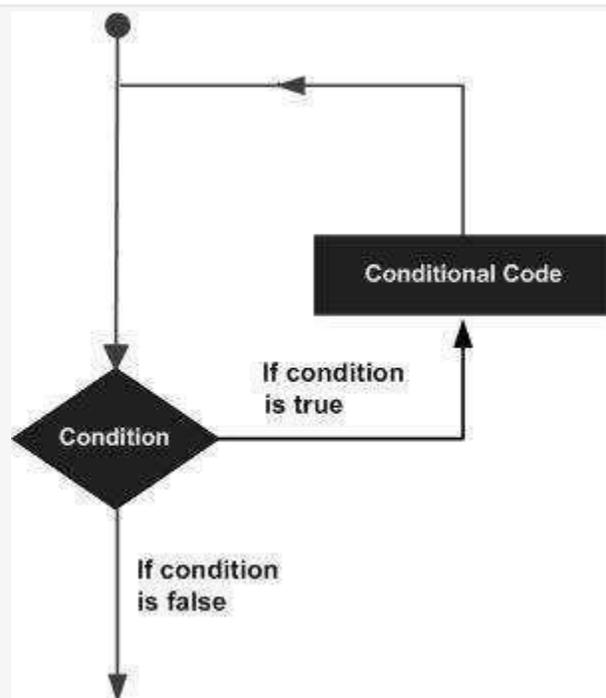 Conditional Code
If condition
is true
Condition
If condition
is false